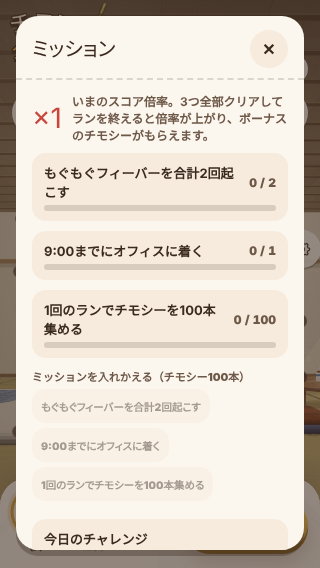 ミッション
×
×1
いまのスコア倍率。3つ全部クリアして
ランを終えると倍率が上がり、ボーナス
のチモシーがもらえます。
もぐもぐフィーバーを合計2回起
こす
0 / 2
9:00までにオフィスに着く
0 / 1
1回のランでチモシーを100本
集める
0 / 100
ミッションを入れかえる（チモシー100本）
もぐもぐフィーバーを合計2回起こす
9:00までにオフィスに着く
1回のランでチモシーを100本集める
今日のチャレンジ